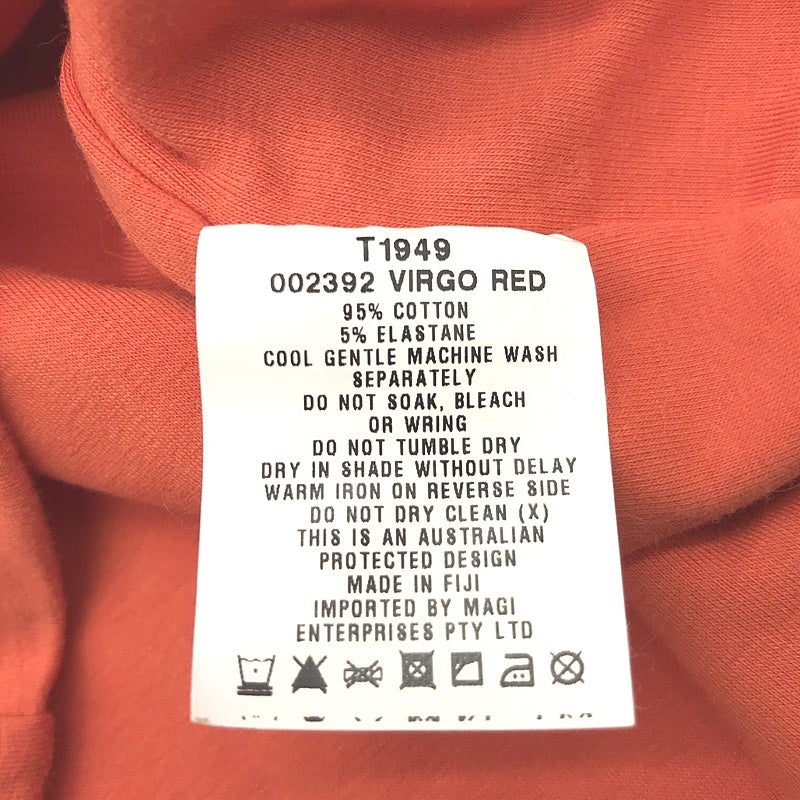 T1949
002392 VIRGO RED
95% COTTON
5% ELASTANE
COOL GENTLE MACHINE WASH
SEPARATELY
DO NOT SOAK, BLEACH
OR WRING
DO NOT TUMBLE DRY
DRY IN SHADE WITHOUT DELAY
WARM IRON ON REVERSE SIDE
DO NOT DRY CLEAN (X)
THIS IS AN AUSTRALIAN
PROTECTED DESIGN
MADE IN FIJI
IMPORTED BY MAGI
ENTERPRISES PTY LTD